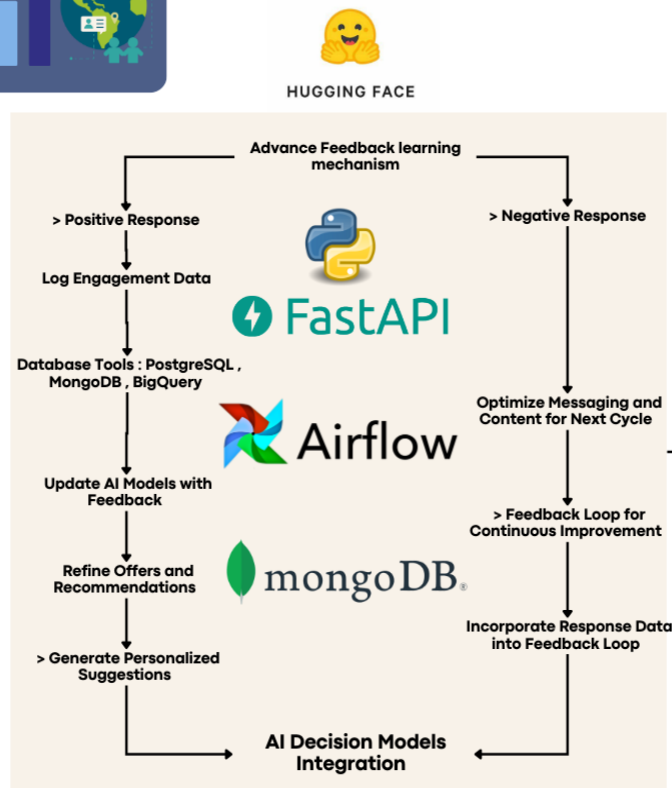 HUGGING FACE
Advance Feedback learning
mechanism
> Positive Response
Log Engagement Data
Database Tools : PostgreSQL ,
MongoDB , BigQuery
Update AI Models with
Feedback
Refine Offers and
Recommendations
> Generate Personalized
Suggestions
FastAPI
Airflow
mongoDB®
> Negative Response
Optimize Messaging and
Content for Next Cycle
> Feedback Loop for
Continuous Improvement
Incorporate Response Data
into Feedback Loop
AI Decision Models
Integration